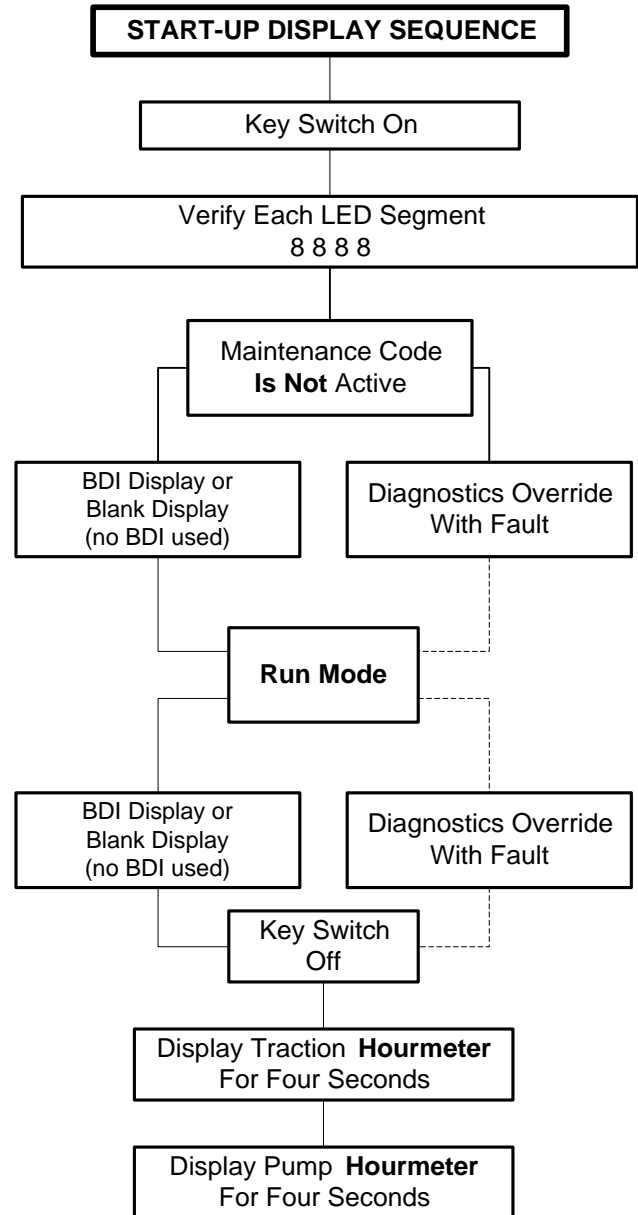 START-UP DISPLAY SEQUENCE
Key Switch On
Verify Each LED Segment
8 8 8 8
Maintenance Code
Is Not Active
BDI Display or
Blank Display
(no BDI used)
Diagnostics Override
With Fault
Run Mode
BDI Display or
Blank Display
(no BDI used)
Diagnostics Override
With Fault
Key Switch
Off
Display Traction Hourmeter
For Four Seconds
Display Pump Hourmeter
For Four Seconds